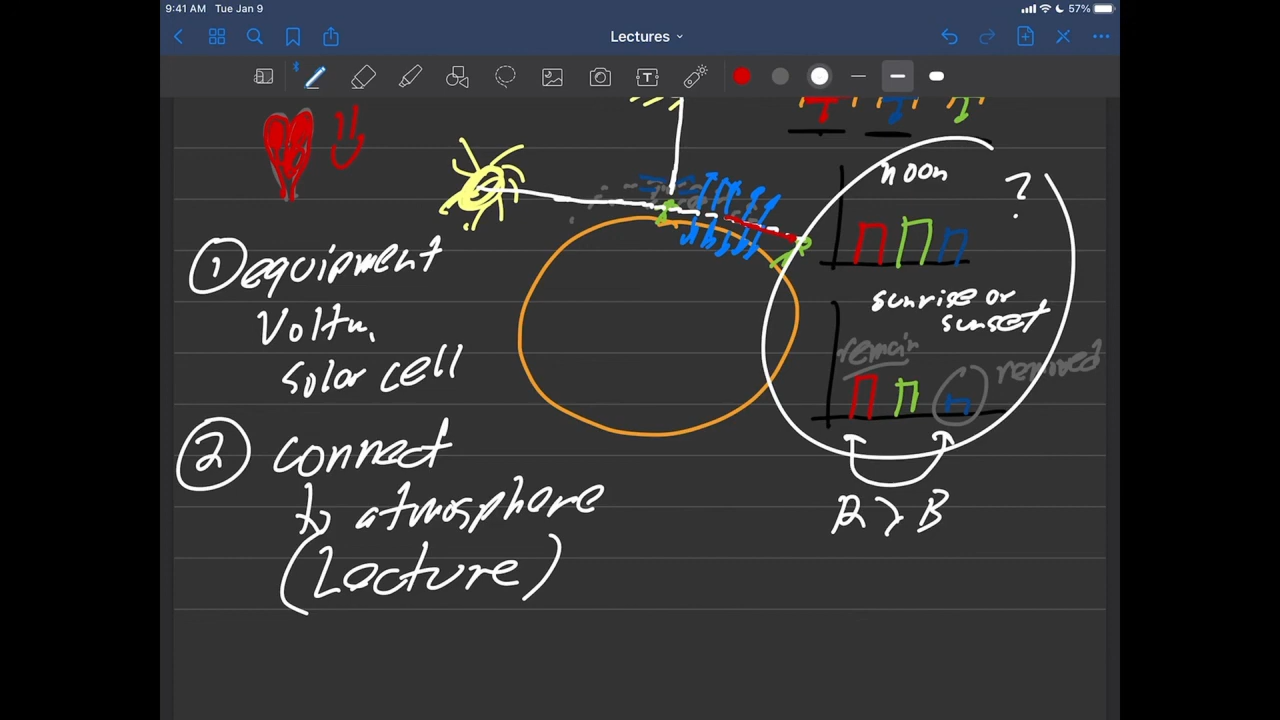 9:41 AM Tue Jan 9
57%
Lectures
T
noon
?
① equipment
Voltm.
solar cell
sunrise or
sunset
remain
removed
② connect
to atmosphere
(Lecture)
R > B